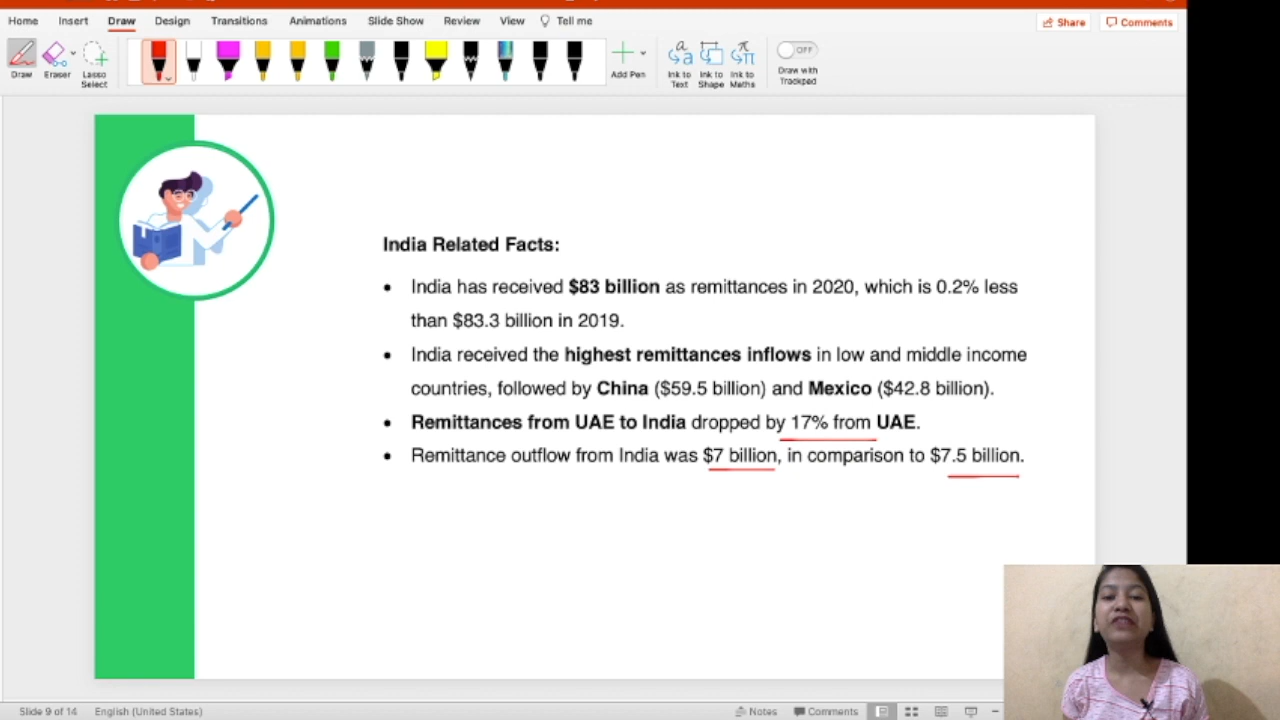 Home Insert Draw Design Transitions Animations Slide Show Review View Tell me Share Comments
Draw Eraser Lasso Select Add Pen Ink to Text Ink to Shape Ink to Maths OFF Draw with Trackpad
India Related Facts:
• India has received $83 billion as remittances in 2020, which is 0.2% less
than $83.3 billion in 2019.
• India received the highest remittances inflows in low and middle income
countries, followed by China ($59.5 billion) and Mexico ($42.8 billion).
• Remittances from UAE to India dropped by 17% from UAE.
• Remittance outflow from India was $7 billion, in comparison to $7.5 billion.
Slide 9 of 14 English (United States) Notes Comments